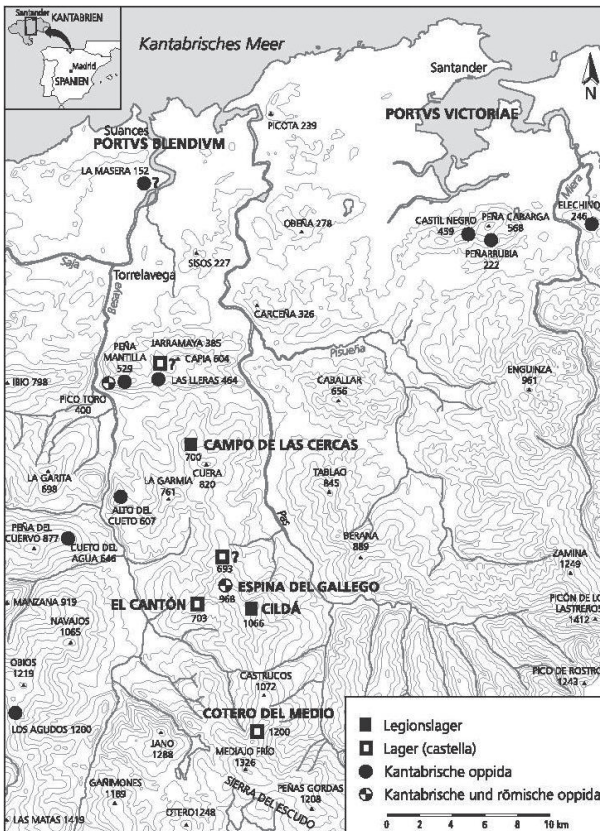 Santander
KANTABRIEN
Madrid
SPANIEN
Kantabrisches Meer
Santander
N
PICOTA 239
PORTVS VICTORIAE
Suances
PORTVS BLENDIVM
LA MASERA 152
?
Miera
ELECHINO
246
CASTIL NEGRO
459
PEÑA CABARGA
568
OBEÑA 278
PEÑARRUBIA
222
SISOS 227
Saja
Torrelavega
Besaya
CARCEÑA 326
JARRAMAYA 385
PEÑA
MANTILLA
529
?
CAPIA 604
Pisueña
IBIO 798
LAS LLERAS 464
CABALLAR
656
ENGUINZA
961
PICO TORO
400
CAMPO DE LAS CERCAS
700
CUERA
820
LA GARITA
698
LA GARMIA
761
TABLAO
845
ALTO DEL
CUETO 607
Pas
PEÑA DEL
CUERVO 877
CUETO DEL
AGUA 646
BERANA
889
?
693
ZAMINA
1249
ESPINA DEL GALLEGO
968
EL CANTÓN
703
CILDÁ
1066
MANZANA 919
PICÓN DE LOS
LASTREROS
1412
NAVAJOS
1065
OBIOS
1219
CASTRUCOS
1072
PICO DE ROSTRO
1243
COTERO DEL MEDIO
1200
LOS AGUDOS 1200
JANO
1288
MEDIAJO FRÍO
1326
GAÑIMONES
1189
PEÑAS GORDAS
1208
SIERRA DEL ESCUDO
LAS MATAS 1419
OTERO 1248
Legionslager
Lager (castella)
Kantabrische oppida
Kantabrische und römische oppida
0
10 km